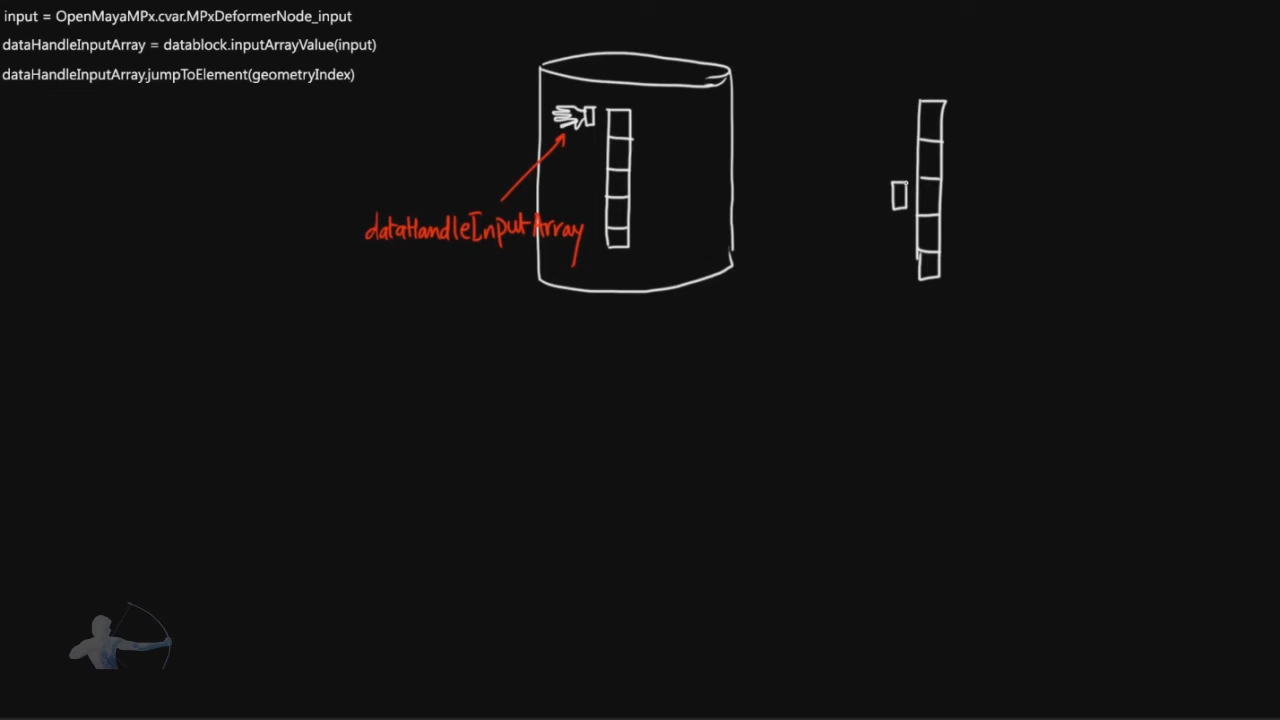 input = OpenMayaMPx.cvar.MPxDeformerNode_input
dataHandleInputArray = datablock.inputArrayValue(input)
dataHandleInputArray.jumpToElement(geometryIndex)
dataHandleInputArray